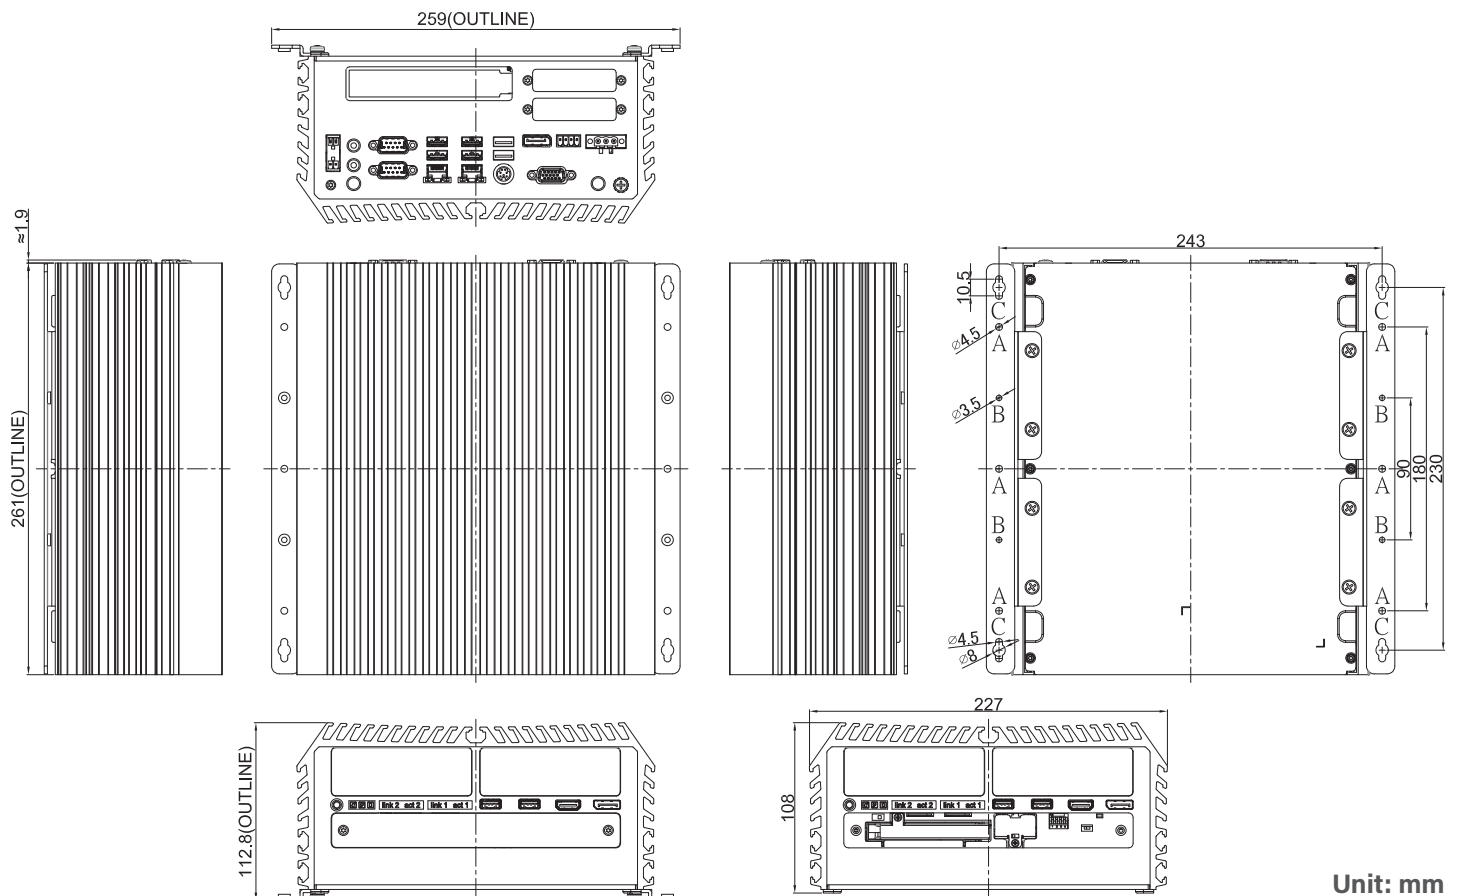 259(OUTLINE)
≈1.9
261(OUTLINE)
243
10.5
C
C
∅4.5
A
A
∅3.5
B
B
90
180
230
A
A
B
B
A
A
C
C
∅4.5
∅8
227
112.8(OUTLINE)
link 2 act 2
link 1 act 1
108
link 2 act 2
link 1 act 1
Unit: mm